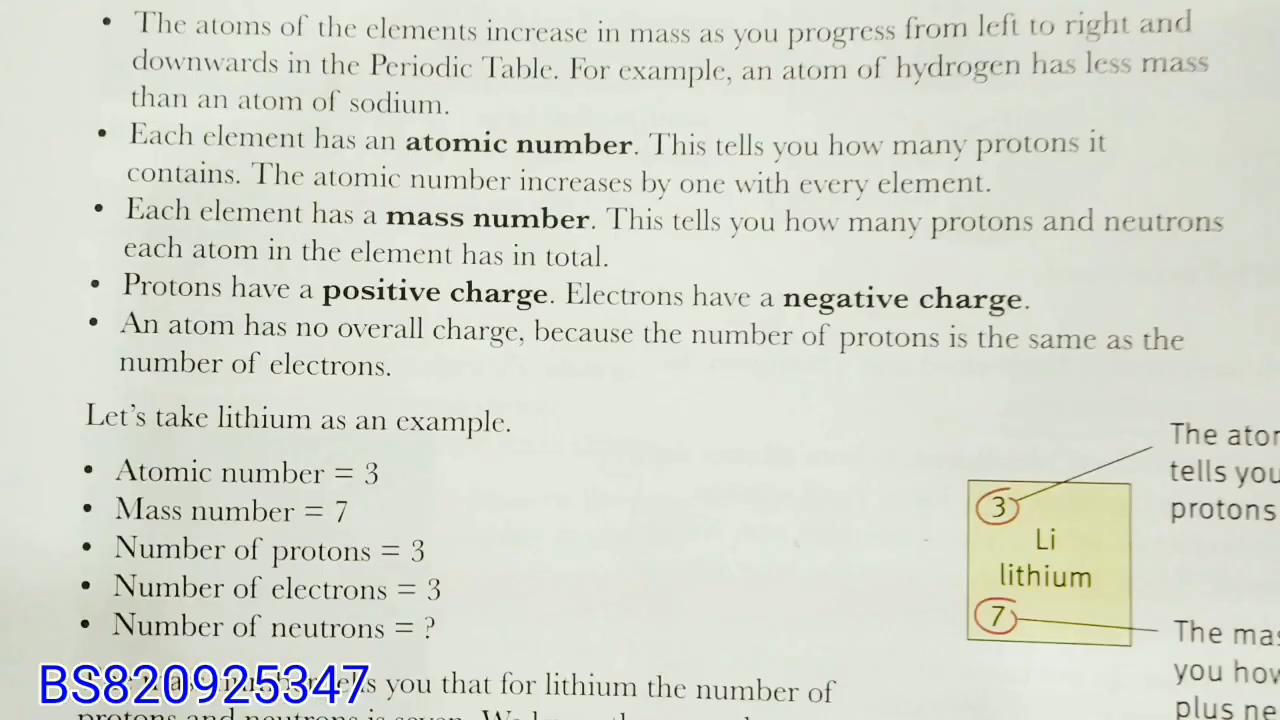 • The atoms of the elements increase in mass as you progress from left to right and
downwards in the Periodic Table. For example, an atom of hydrogen has less mass
than an atom of sodium.
• Each element has an atomic number. This tells you how many protons it
contains. The atomic number increases by one with every element.
• Each element has a mass number. This tells you how many protons and neutrons
each atom in the element has in total.
• Protons have a positive charge. Electrons have a negative charge.
• An atom has no overall charge, because the number of protons is the same as the
number of electrons.
Let's take lithium as an example.
• Atomic number = 3
• Mass number = 7
• Number of protons = 3
• Number of electrons = 3
• Number of neutrons = ?
you that for lithium the number of
BS820925347
3
Li
lithium
7
The
tells you
protons
The
you
plus